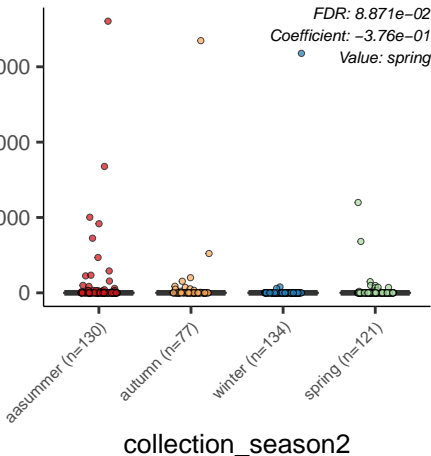 FDR: 8.871e−02
Coefficient: −3.76e−01
Value: spring
000
000
000
0
aasummer (n=130)
autumn (n=77)
winter (n=134)
spring (n=121)
collection_season2